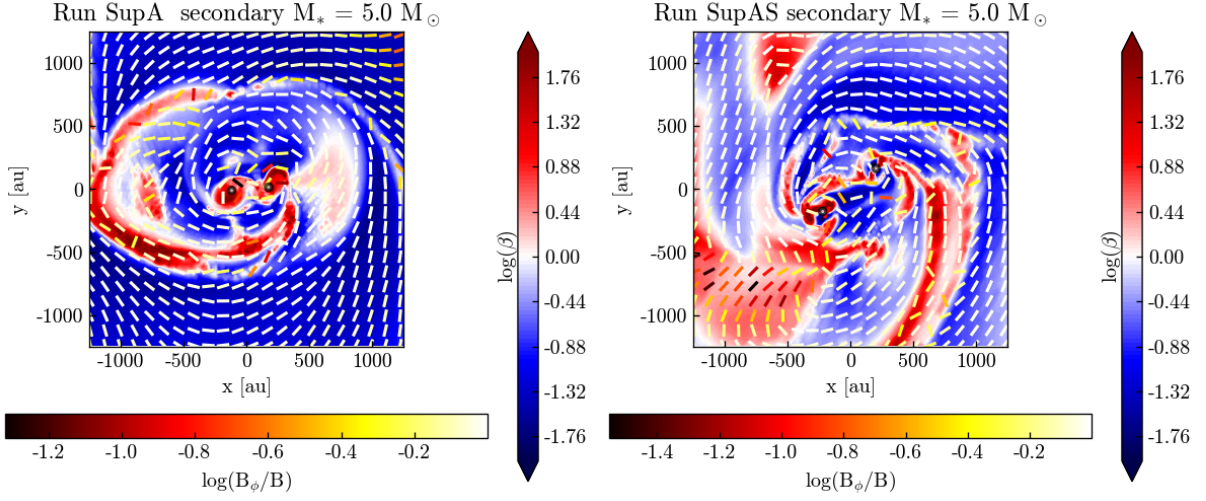 Run SupA secondary M* = 5.0 M⊙
1000
500
0
-500
-1000
y [au]
-1000 -500 0 500 1000
x [au]
1.76
1.32
0.88
0.44
0.00
-0.44
-0.88
-1.32
-1.76
log(β)
-1.2 -1.0 -0.8 -0.6 -0.4 -0.2
log(Bφ/B)
Run SupAS secondary M* = 5.0 M⊙
1000
500
0
-500
-1000
y [au]
-1000 -500 0 500 1000
x [au]
1.76
1.32
0.88
0.44
0.00
-0.44
-0.88
-1.32
-1.76
log(β)
-1.4 -1.2 -1.0 -0.8 -0.6 -0.4 -0.2
log(Bφ/B)